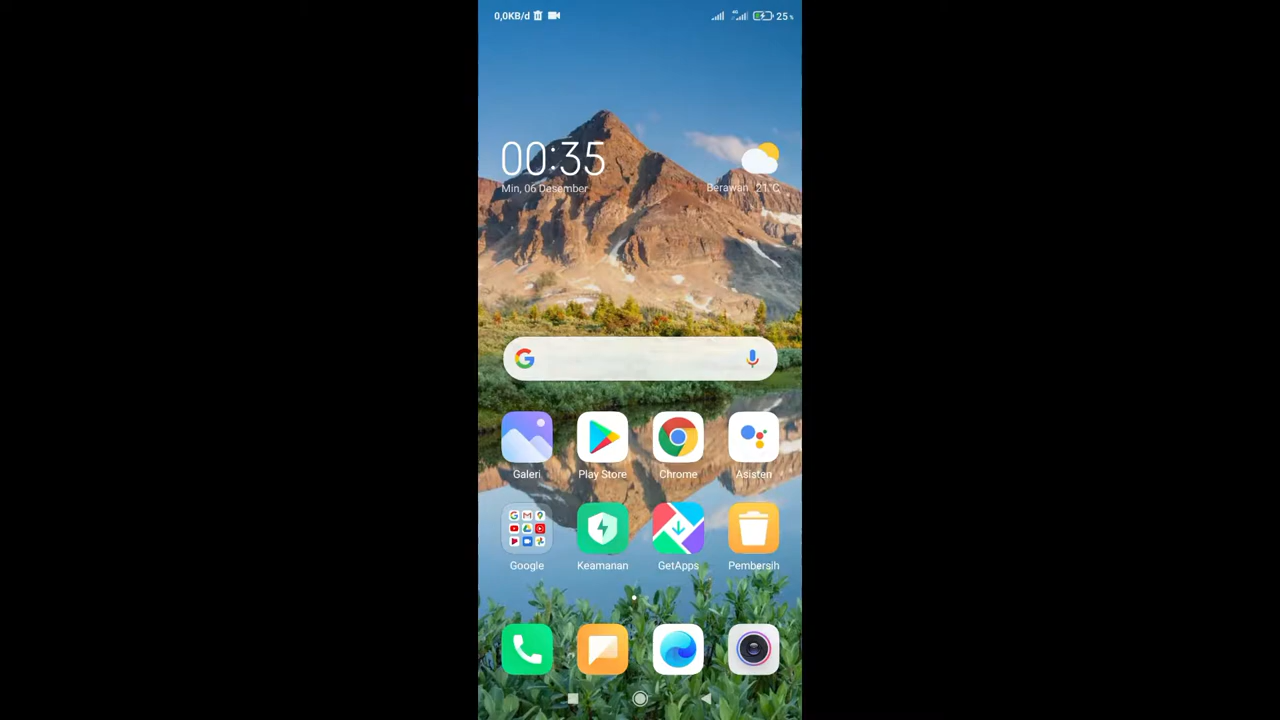 0,0KB/d
4G
25%
00:35
Min, 06 Desember
Berawan 21°C
Galeri
Play Store
Chrome
Asisten
Google
Keamanan
GetApps
Pembersih